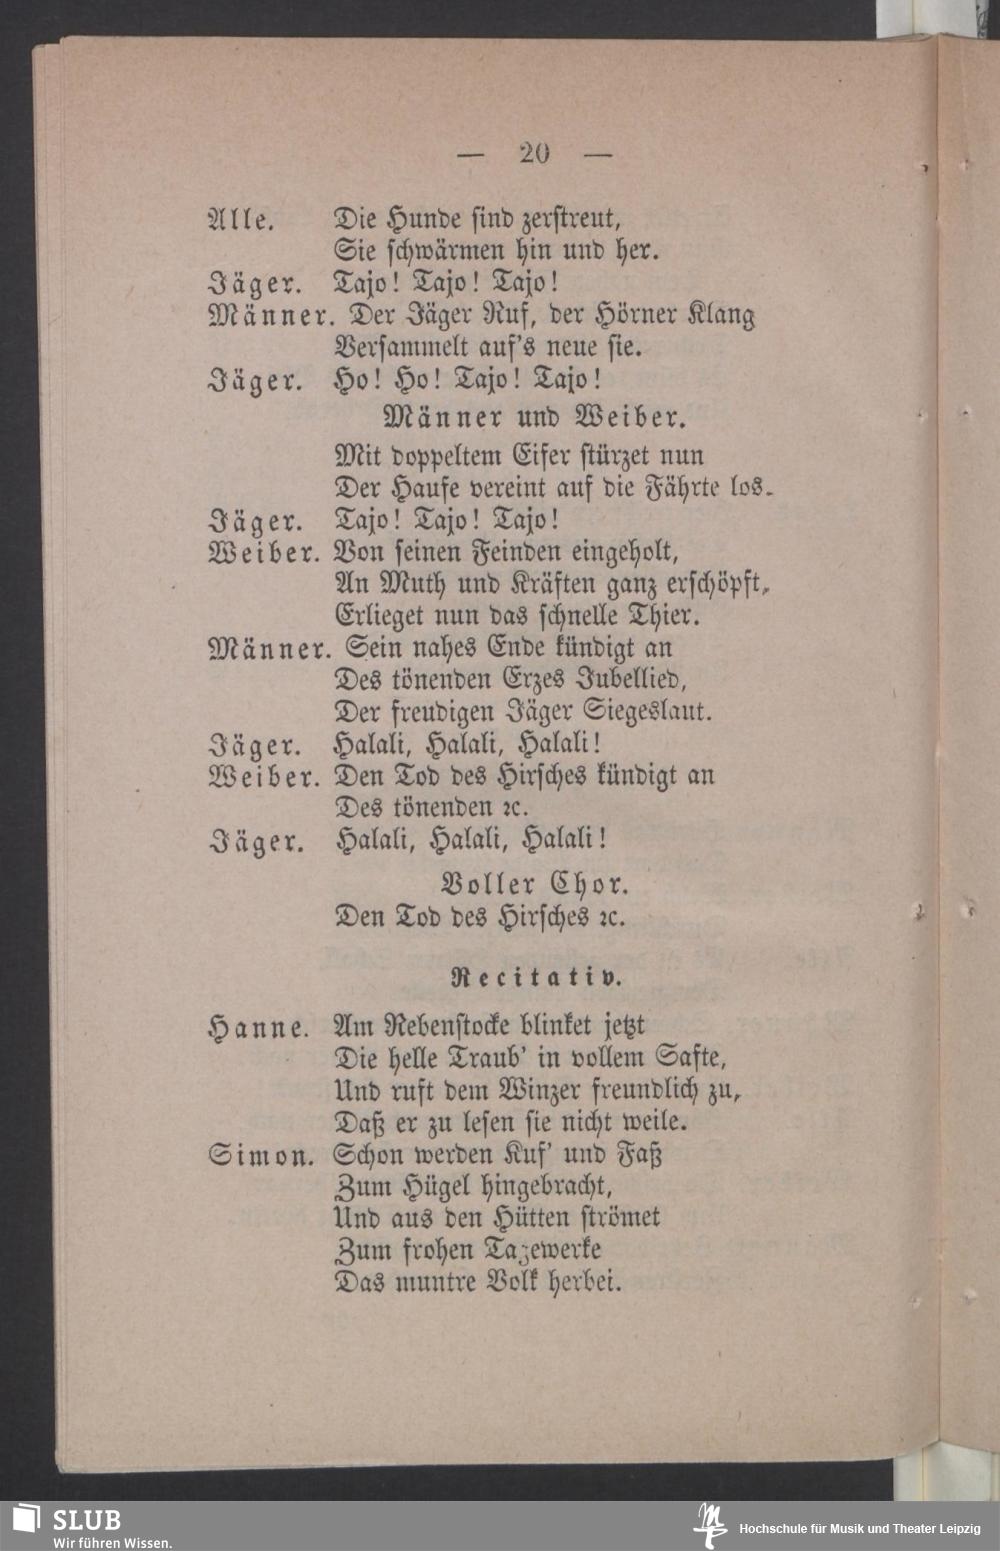 — 20 —
Alle. Die Hunde sind zerstreut,
Sie schwärmen hin und her.
Jäger. Tajo! Tajo! Tajo!
Männer. Der Jäger Ruf, der Hörner Klang
Versammelt auf's neue sie.
Jäger. Ho! Ho! Tajo! Tajo!
Männer und Weiber.
Mit doppeltem Eifer stürzet nun
Der Haufe vereint auf die Fährte los.
Jäger. Tajo! Tajo! Tajo!
Weiber. Von seinen Feinden eingeholt,
An Muth und Kräften ganz erschöpft,
Erlieget nun das schnelle Thier.
Männer. Sein nahes Ende kündigt an
Des tönenden Erzes Jubellied,
Der freudigen Jäger Siegeslaut.
Jäger. Halali, Halali, Halali!
Weiber. Den Tod des Hirsches kündigt an
Des tönenden ꝛc.
Jäger. Halali, Halali, Halali!
Voller Chor.
Den Tod des Hirsches ꝛc.
Recitativ.
Hanne. Am Rebenstocke blinket jetzt
Die helle Traub' in vollem Safte,
Und ruft dem Winzer freundlich zu,
Daß er zu lesen sie nicht weile.
Simon. Schon werden Kuf' und Faß
Zum Hügel hingebracht,
Und aus den Hütten strömet
Zum frohen Tagewerke
Das muntre Volk herbei.
SLUB
Wir führen Wissen.
Hochschule für Musik und Theater Leipzig